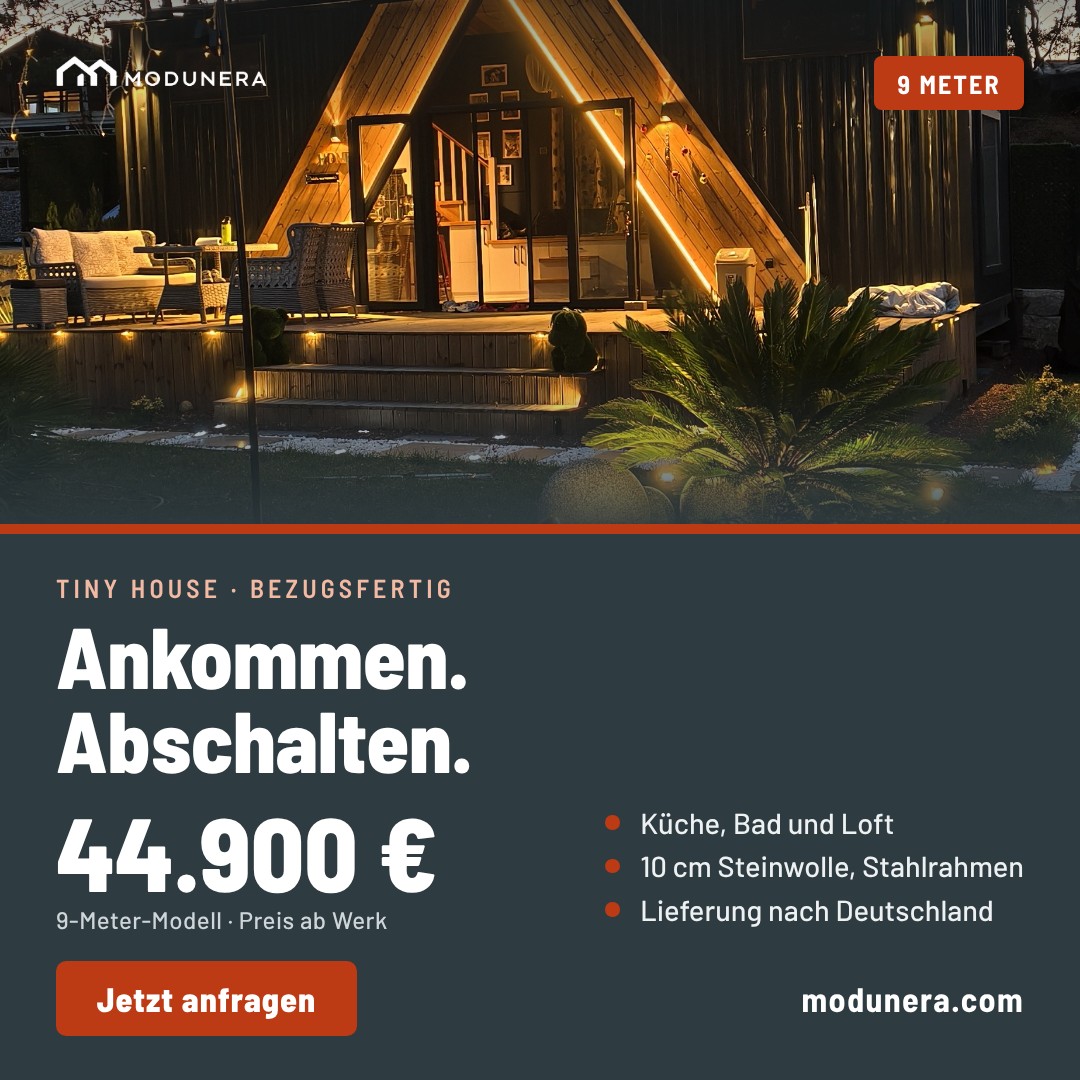 MODUNERA
9 METER
TINY HOUSE · BEZUGSFERTIG
Ankommen.
Abschalten.
44.900 €
9-Meter-Modell · Preis ab Werk
Küche, Bad und Loft
10 cm Steinwolle, Stahlrahmen
Lieferung nach Deutschland
Jetzt anfragen
modunera.com